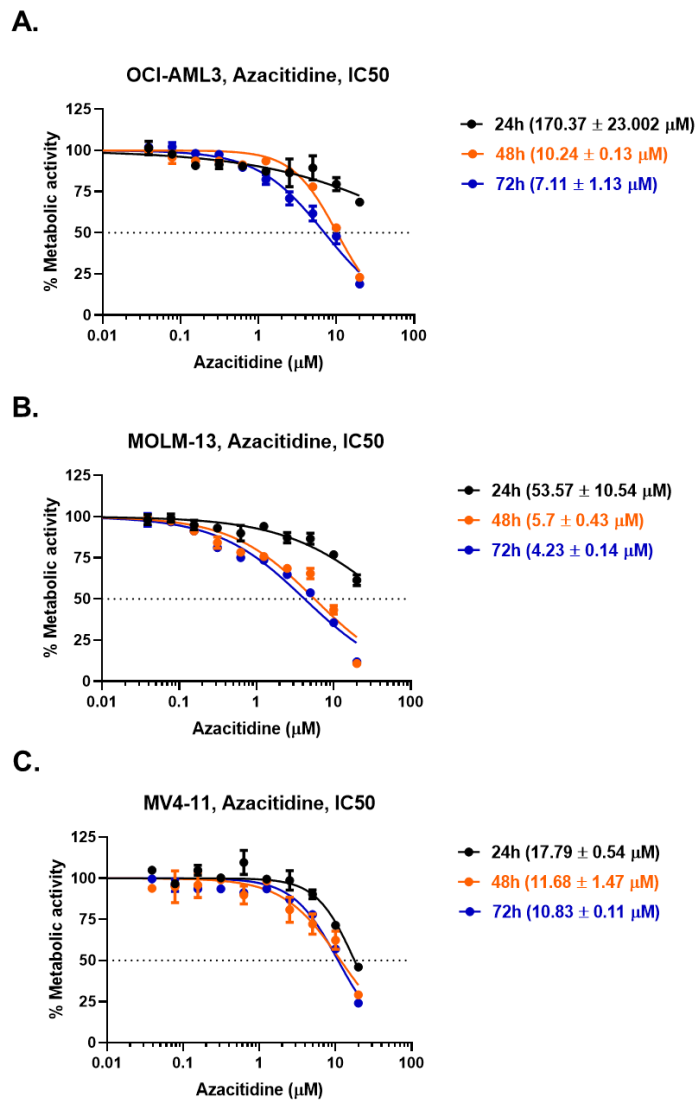 A.
OCI-AML3, Azacitidine, IC50
125
100
75
50
25
0
% Metabolic activity
0.01
0.1
1
10
100
Azacitidine (μM)
24h (170.37 ± 23.002 μM)
48h (10.24 ± 0.13 μM)
72h (7.11 ± 1.13 μM)
B.
MOLM-13, Azacitidine, IC50
125
100
75
50
25
0
% Metabolic activity
0.01
0.1
1
10
100
Azacitidine (μM)
24h (53.57 ± 10.54 μM)
48h (5.7 ± 0.43 μM)
72h (4.23 ± 0.14 μM)
C.
MV4-11, Azacitidine, IC50
125
100
75
50
25
0
% Metabolic activity
0.01
0.1
1
10
100
Azacitidine (μM)
24h (17.79 ± 0.54 μM)
48h (11.68 ± 1.47 μM)
72h (10.83 ± 0.11 μM)